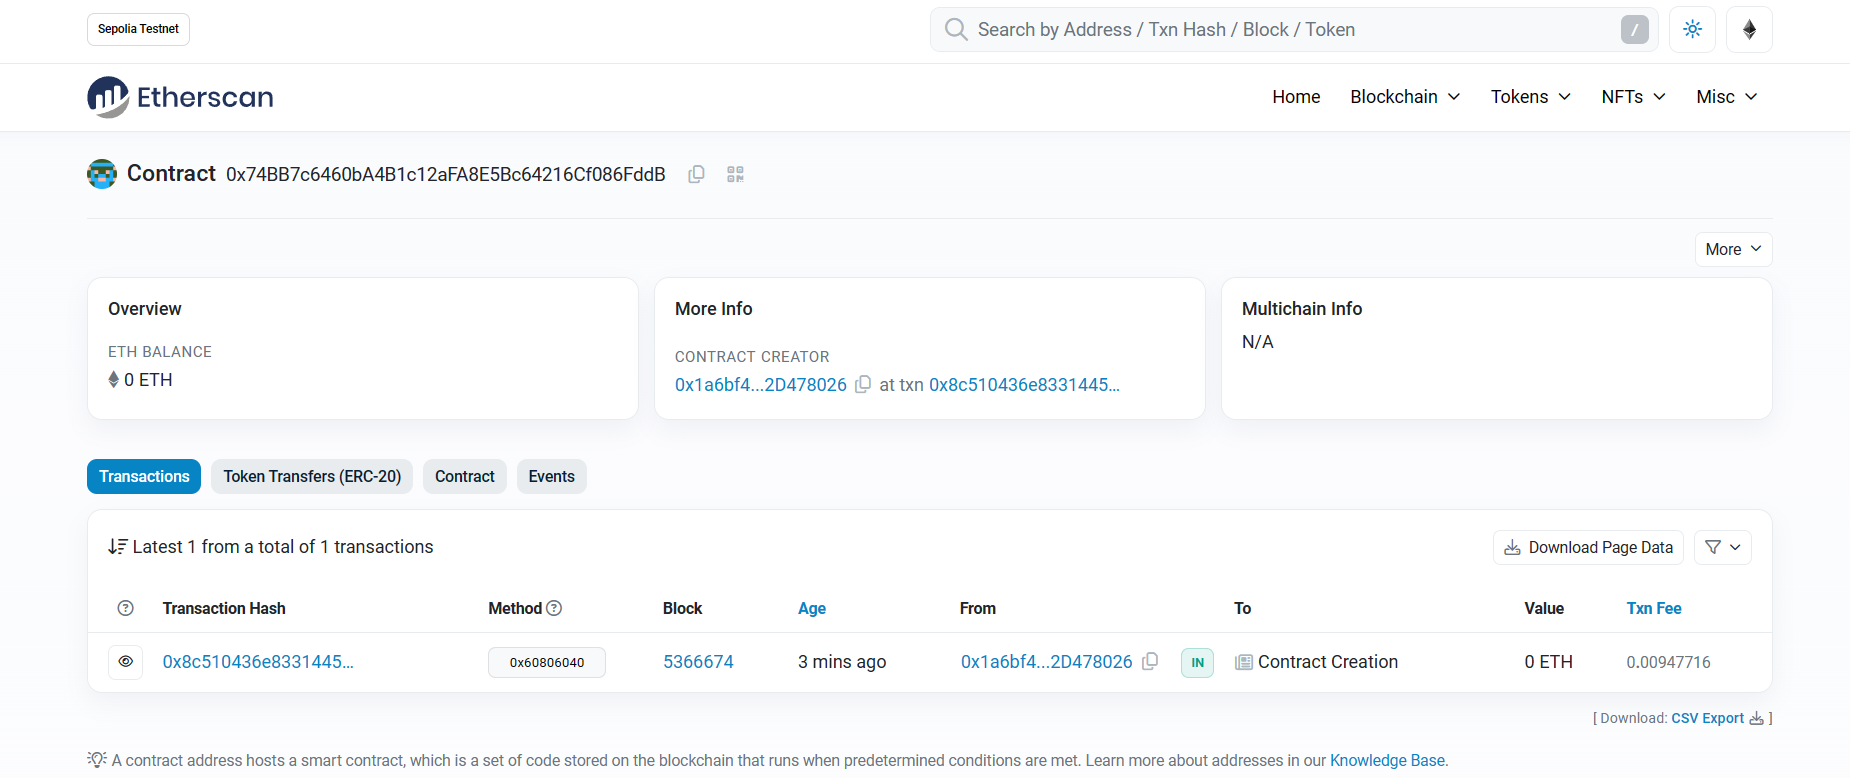 Sepolia Testnet
Search by Address / Txn Hash / Block / Token
/
Etherscan
Home Blockchain Tokens NFTs Misc
Contract 0x74BB7c6460bA4B1c12aFA8E5Bc64216Cf086FddB
More
Overview
ETH BALANCE
0 ETH
More Info
CONTRACT CREATOR
0x1a6bf4...2D478026 at txn 0x8c510436e8331445...
Multichain Info
N/A
Transactions Token Transfers (ERC-20) Contract Events
Latest 1 from a total of 1 transactions
Download Page Data
? Transaction Hash Method ? Block Age From To Value Txn Fee
0x8c510436e8331445... 0x60806040 5366674 3 mins ago 0x1a6bf4...2D478026 IN Contract Creation 0 ETH 0.00947716
[ Download: CSV Export ]
A contract address hosts a smart contract, which is a set of code stored on the blockchain that runs when predetermined conditions are met. Learn more about addresses in our Knowledge Base.